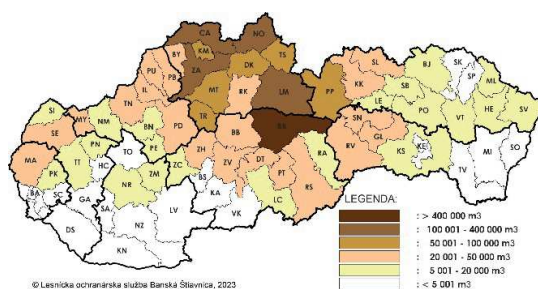 CA
NO
BY
KM
TS
ZA
DK
PU
PB
IL
MT
RK
LM
PP
KK
SL
BJ
SK
SP
ML
SB
LE
PO
VT
HE
SV
SI
MY
NM
TN
BN
TR
PD
BB
SE
PN
PE
ZH
BR
SN
GL
RV
KS
KE
SO
MI
TV
MA
PK
TT
HC
TO
ZM
ZC
ZV
DT
PT
RA
RS
BA
SC
GA
SA
NR
LV
BS
KA
VK
LC
DS
NZ
KN
LEGENDA:
: > 400 000 m3
: 100 001 - 400 000 m3
: 50 001 - 100 000 m3
: 20 001 - 50 000 m3
: 5 001 - 20 000 m3
: < 5 001 m3
© Lesnícka ochranárska služba Banská Štiavnica, 2023